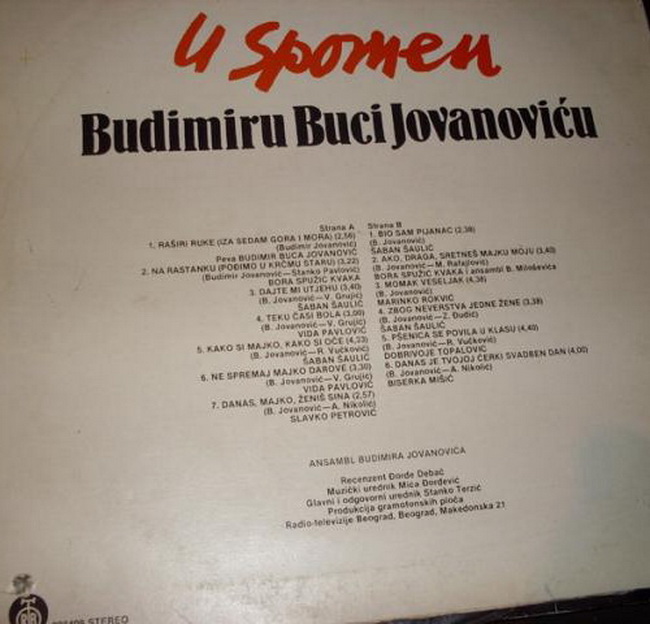 U Spomen
Budimiru Buci Jovanoviću
Strana A
1. RAŠIRI RUKE (IZA SEDAM GORA I MORA) (2,56)
(Budimir Jovanović)
Peva BUDIMIR BUCA JOVANOVIĆ
2. NA RASTANKU (POĐIMO U KRČMU STARU) (3,22)
(Budimir Jovanović—Stanko Pavlović)
BORA SPUŽIĆ KVAKA
3. DAJTE MI UTJEHU (3,40)
(B. Jovanović—V. Grujić)
ŠABAN ŠAULIĆ
4. TEKU ČASI BOLA (3,00)
(B. Jovanović—V. Grujić)
VIDA PAVLOVIĆ
5. KAKO SI MAJKO, KAKO SI OČE (4,23)
(B. Jovanović—R. Vučković)
ŠABAN ŠAULIĆ
6. NE SPREMAJ MAJKO DAROVE (3,30)
(B. Jovanović—V. Grujić)
VIDA PAVLOVIĆ
7. DANAS, MAJKO, ŽENIŠ SINA (2,57)
(B. Jovanović—A. Nikolić)
SLAVKO PETROVIĆ
Strana B
1. BIO SAM PIJANAC (2,38)
(B. Jovanović)
ŠABAN ŠAULIĆ
2. AKO, DRAGA, SRETNEŠ MAJKU MOJU (3,40)
(B. Jovanović—M. Rafajlović)
BORA SPUŽIĆ KVAKA i ansambl B. Miloševića
3. MOMAK VESELJAK (4,38)
(B. Jovanović)
MARINKO ROKVIĆ
4. ZBOG NEVERSTVA JEDNE ŽENE (3,38)
(B. Jovanović—Z. Dudić)
ŠABAN ŠAULIĆ
5. PŠENICA SE POVILA U KLASU (4,40)
(B. Jovanović—R. Vučković)
DOBRIVOJE TOPALOVIĆ
6. DANAS JE TVOJOJ ĆERKI SVADBEN DAN (4,00)
(B. Jovanović—A. Nikolić)
BISERKA MIŠIĆ
ANSAMBL BUDIMIRA JOVANOVIĆA
Recenzent Đorđe Debač
Muzički urednik Mića Đorđević
Glavni i odgovorni urednik Stanko Terzić
Produkcija gramofonskih ploča
Radio-televizije Beograd, Beograd, Makedonska 21
STEREO